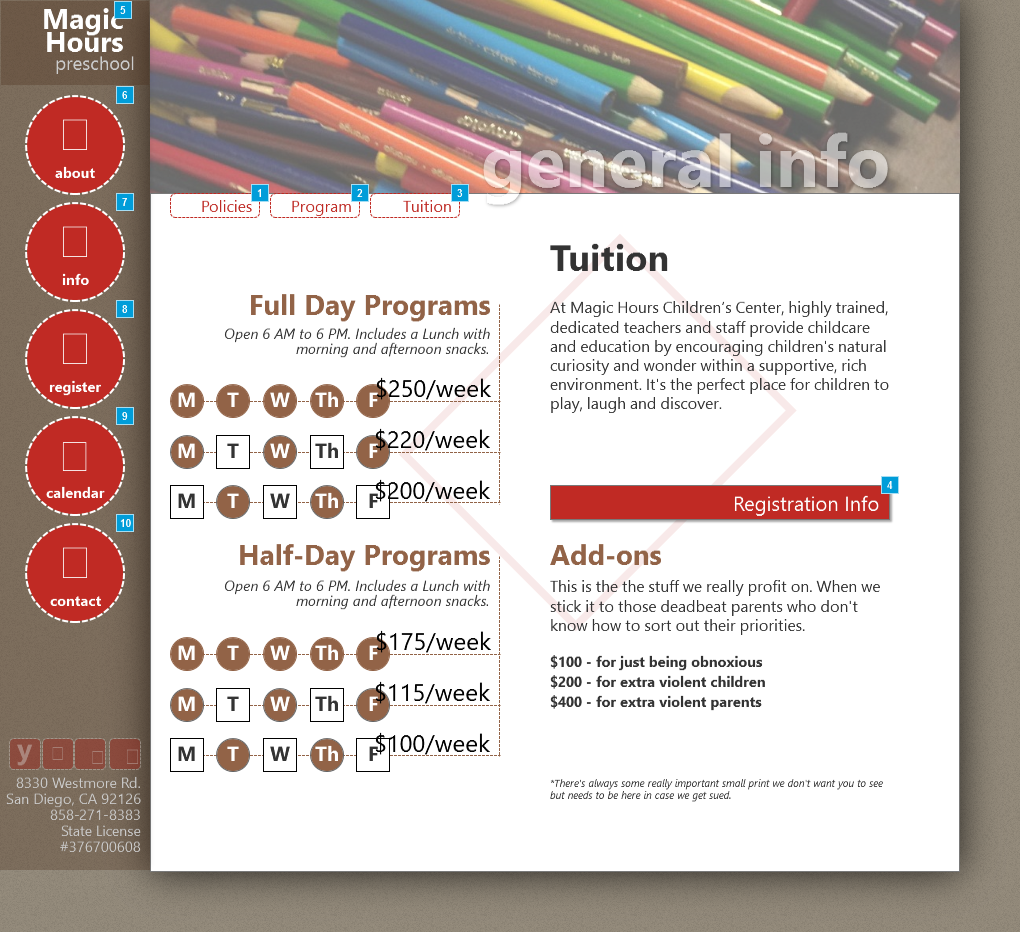 Magic
Hours
preschool
5
6
about
7
info
8
register
9
calendar
10
contact
y
8330 Westmore Rd.
San Diego, CA 92126
858-271-8383
State License
#376700608
general info
Policies 1 Program 2 Tuition 3
Full Day Programs
Open 6 AM to 6 PM. Includes a Lunch with
morning and afternoon snacks.
M T W Th F $250/week
M T W Th F $220/week
M T W Th F $200/week
Half-Day Programs
Open 6 AM to 6 PM. Includes a Lunch with
morning and afternoon snacks.
M T W Th F $175/week
M T W Th F $115/week
M T W Th F $100/week
Tuition
At Magic Hours Children’s Center, highly trained,
dedicated teachers and staff provide childcare
and education by encouraging children's natural
curiosity and wonder within a supportive, rich
environment. It's the perfect place for children to
play, laugh and discover.
4
Registration Info
Add-ons
This is the the stuff we really profit on. When we
stick it to those deadbeat parents who don't
know how to sort out their priorities.
$100 - for just being obnoxious
$200 - for extra violent children
$400 - for extra violent parents
*There's always some really important small print we don't want you to see
but needs to be here in case we get sued.